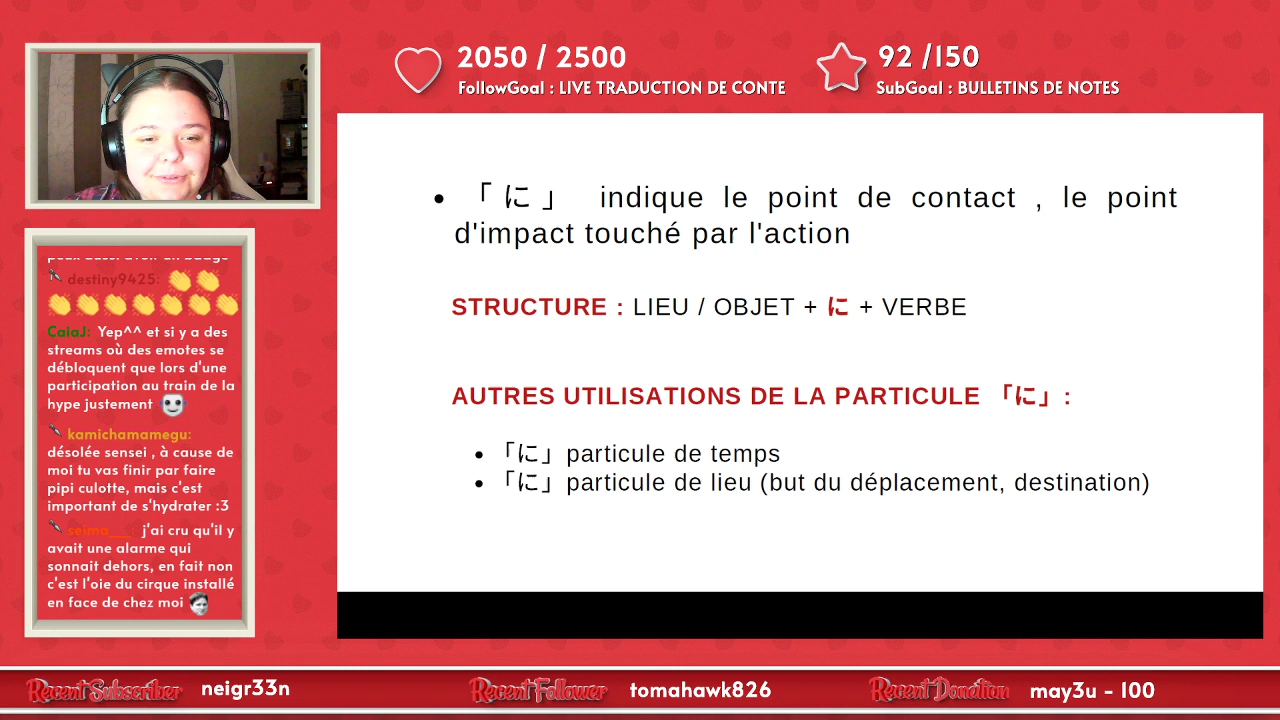 2050 / 2500
FollowGoal : LIVE TRADUCTION DE CONTE
92 /150
SubGoal : BULLETINS DE NOTES
• 「に」 indique le point de contact , le point
d'impact touché par l'action
STRUCTURE : LIEU / OBJET + に + VERBE
AUTRES UTILISATIONS DE LA PARTICULE 「に」:
• 「に」particule de temps
• 「に」particule de lieu (but du déplacement, destination)
destiny9425:
CaiaJ: Yep^^ et si y a des
streams où des emotes se
débloquent que lors d'une
participation au train de la
hype justement
kamichamamegu:
désolée sensei , à cause de
moi tu vas finir par faire
pipi culotte, mais c'est
important de s'hydrater :3
seima___: j'ai cru qu'il y
avait une alarme qui
sonnait dehors, en fait non
c'est l'oie du cirque installé
en face de chez moi
Recent Subscriber neigr33n
Recent Follower tomahawk826
Recent Donation may3u - 100